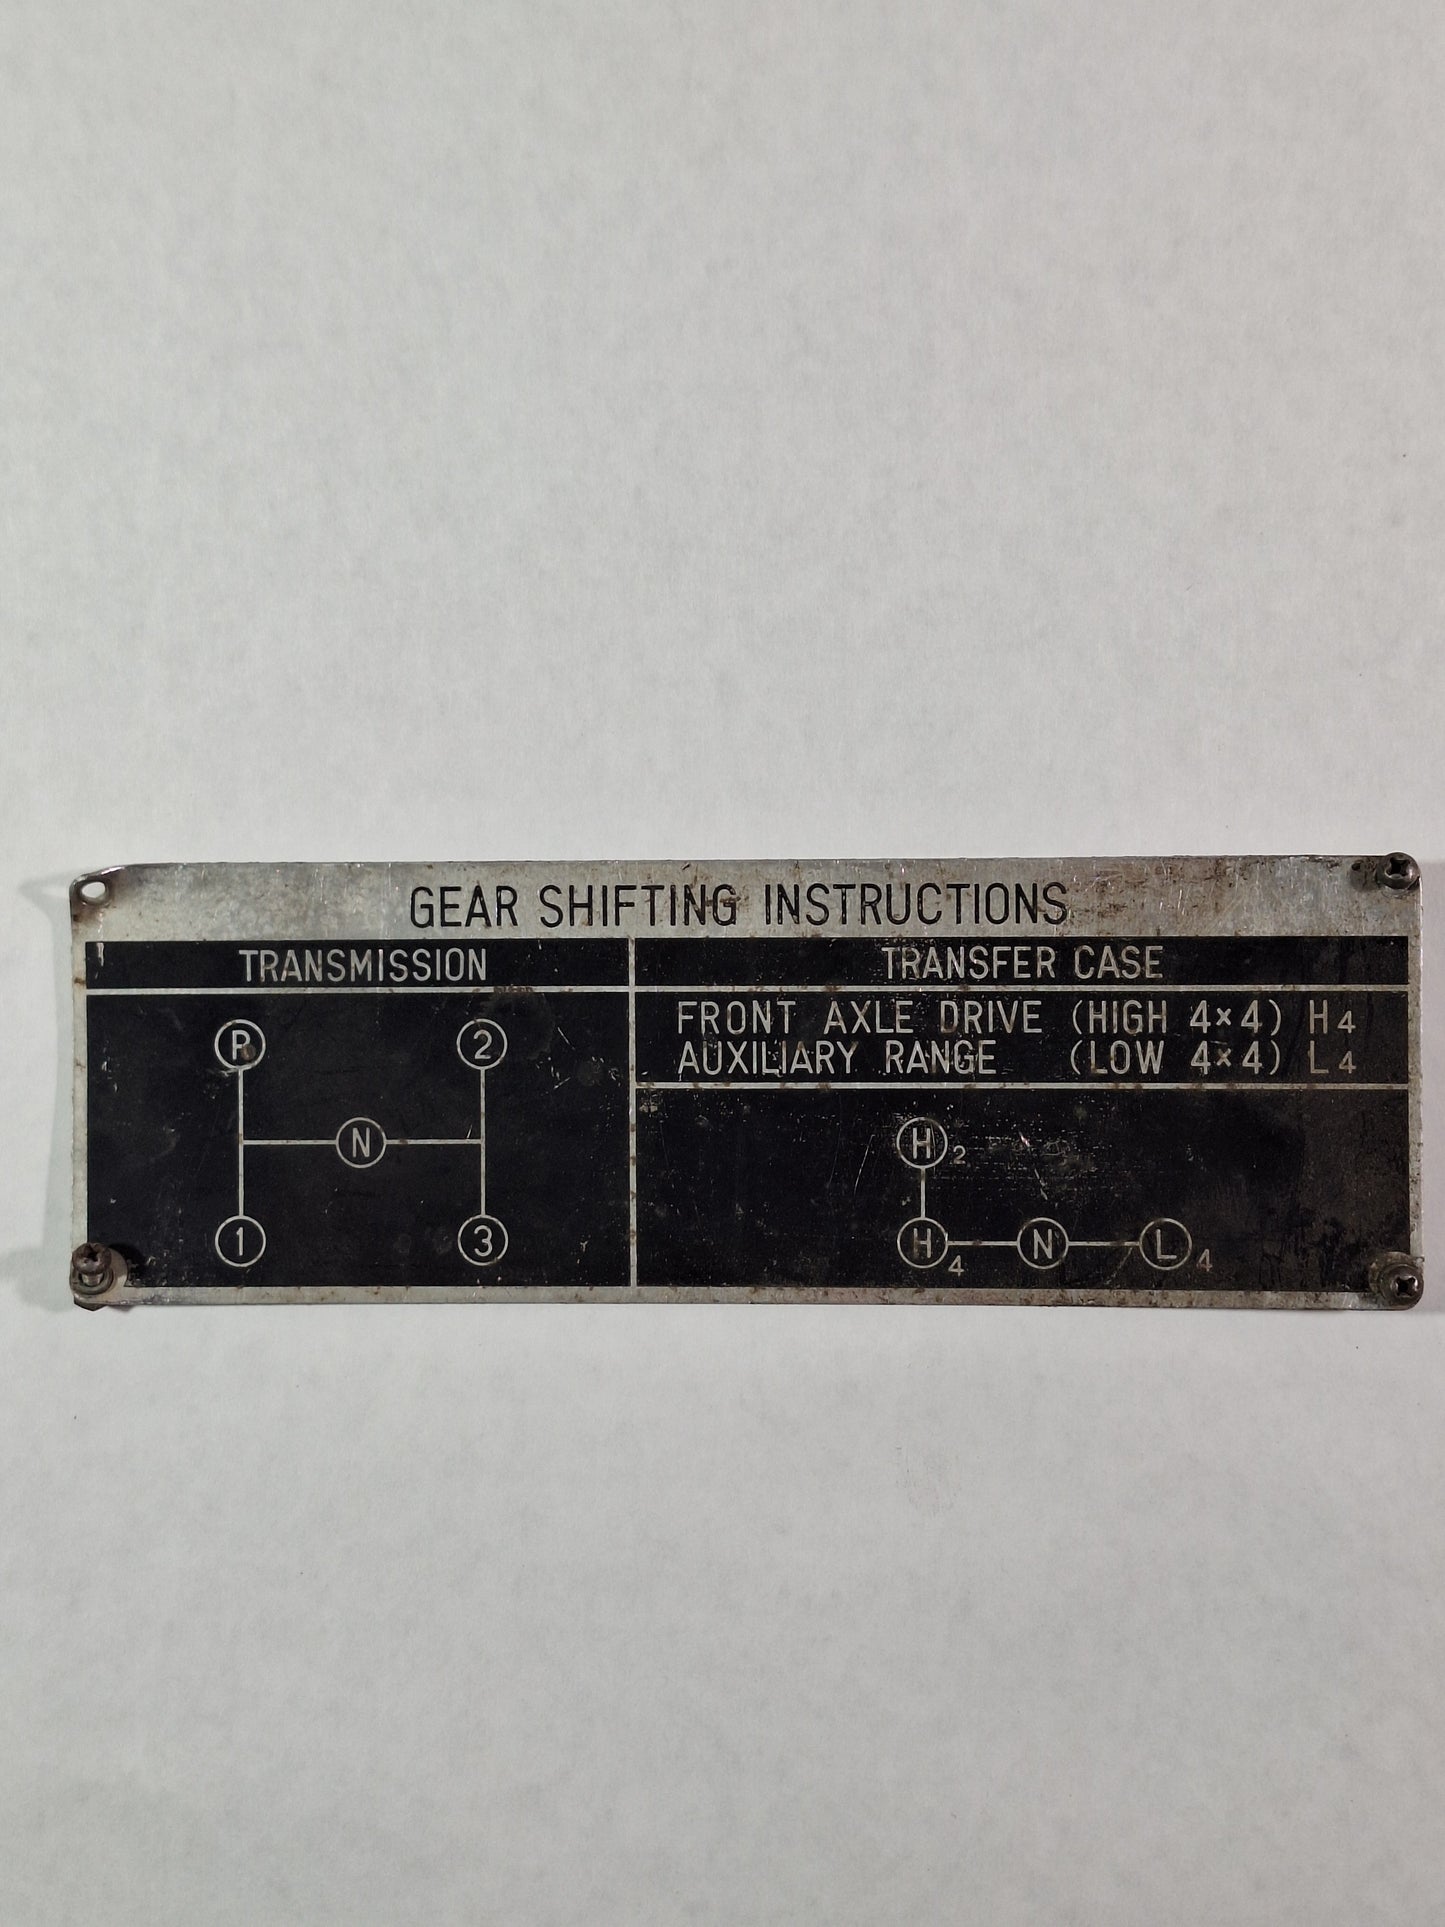 GEAR SHIFTING INSTRUCTIONS
TRANSMISSION
R 2
N
1 3
TRANSFER CASE
FRONT AXLE DRIVE (HIGH 4×4) H4
AUXILIARY RANGE (LOW 4×4) L4
H2
H4 N L4